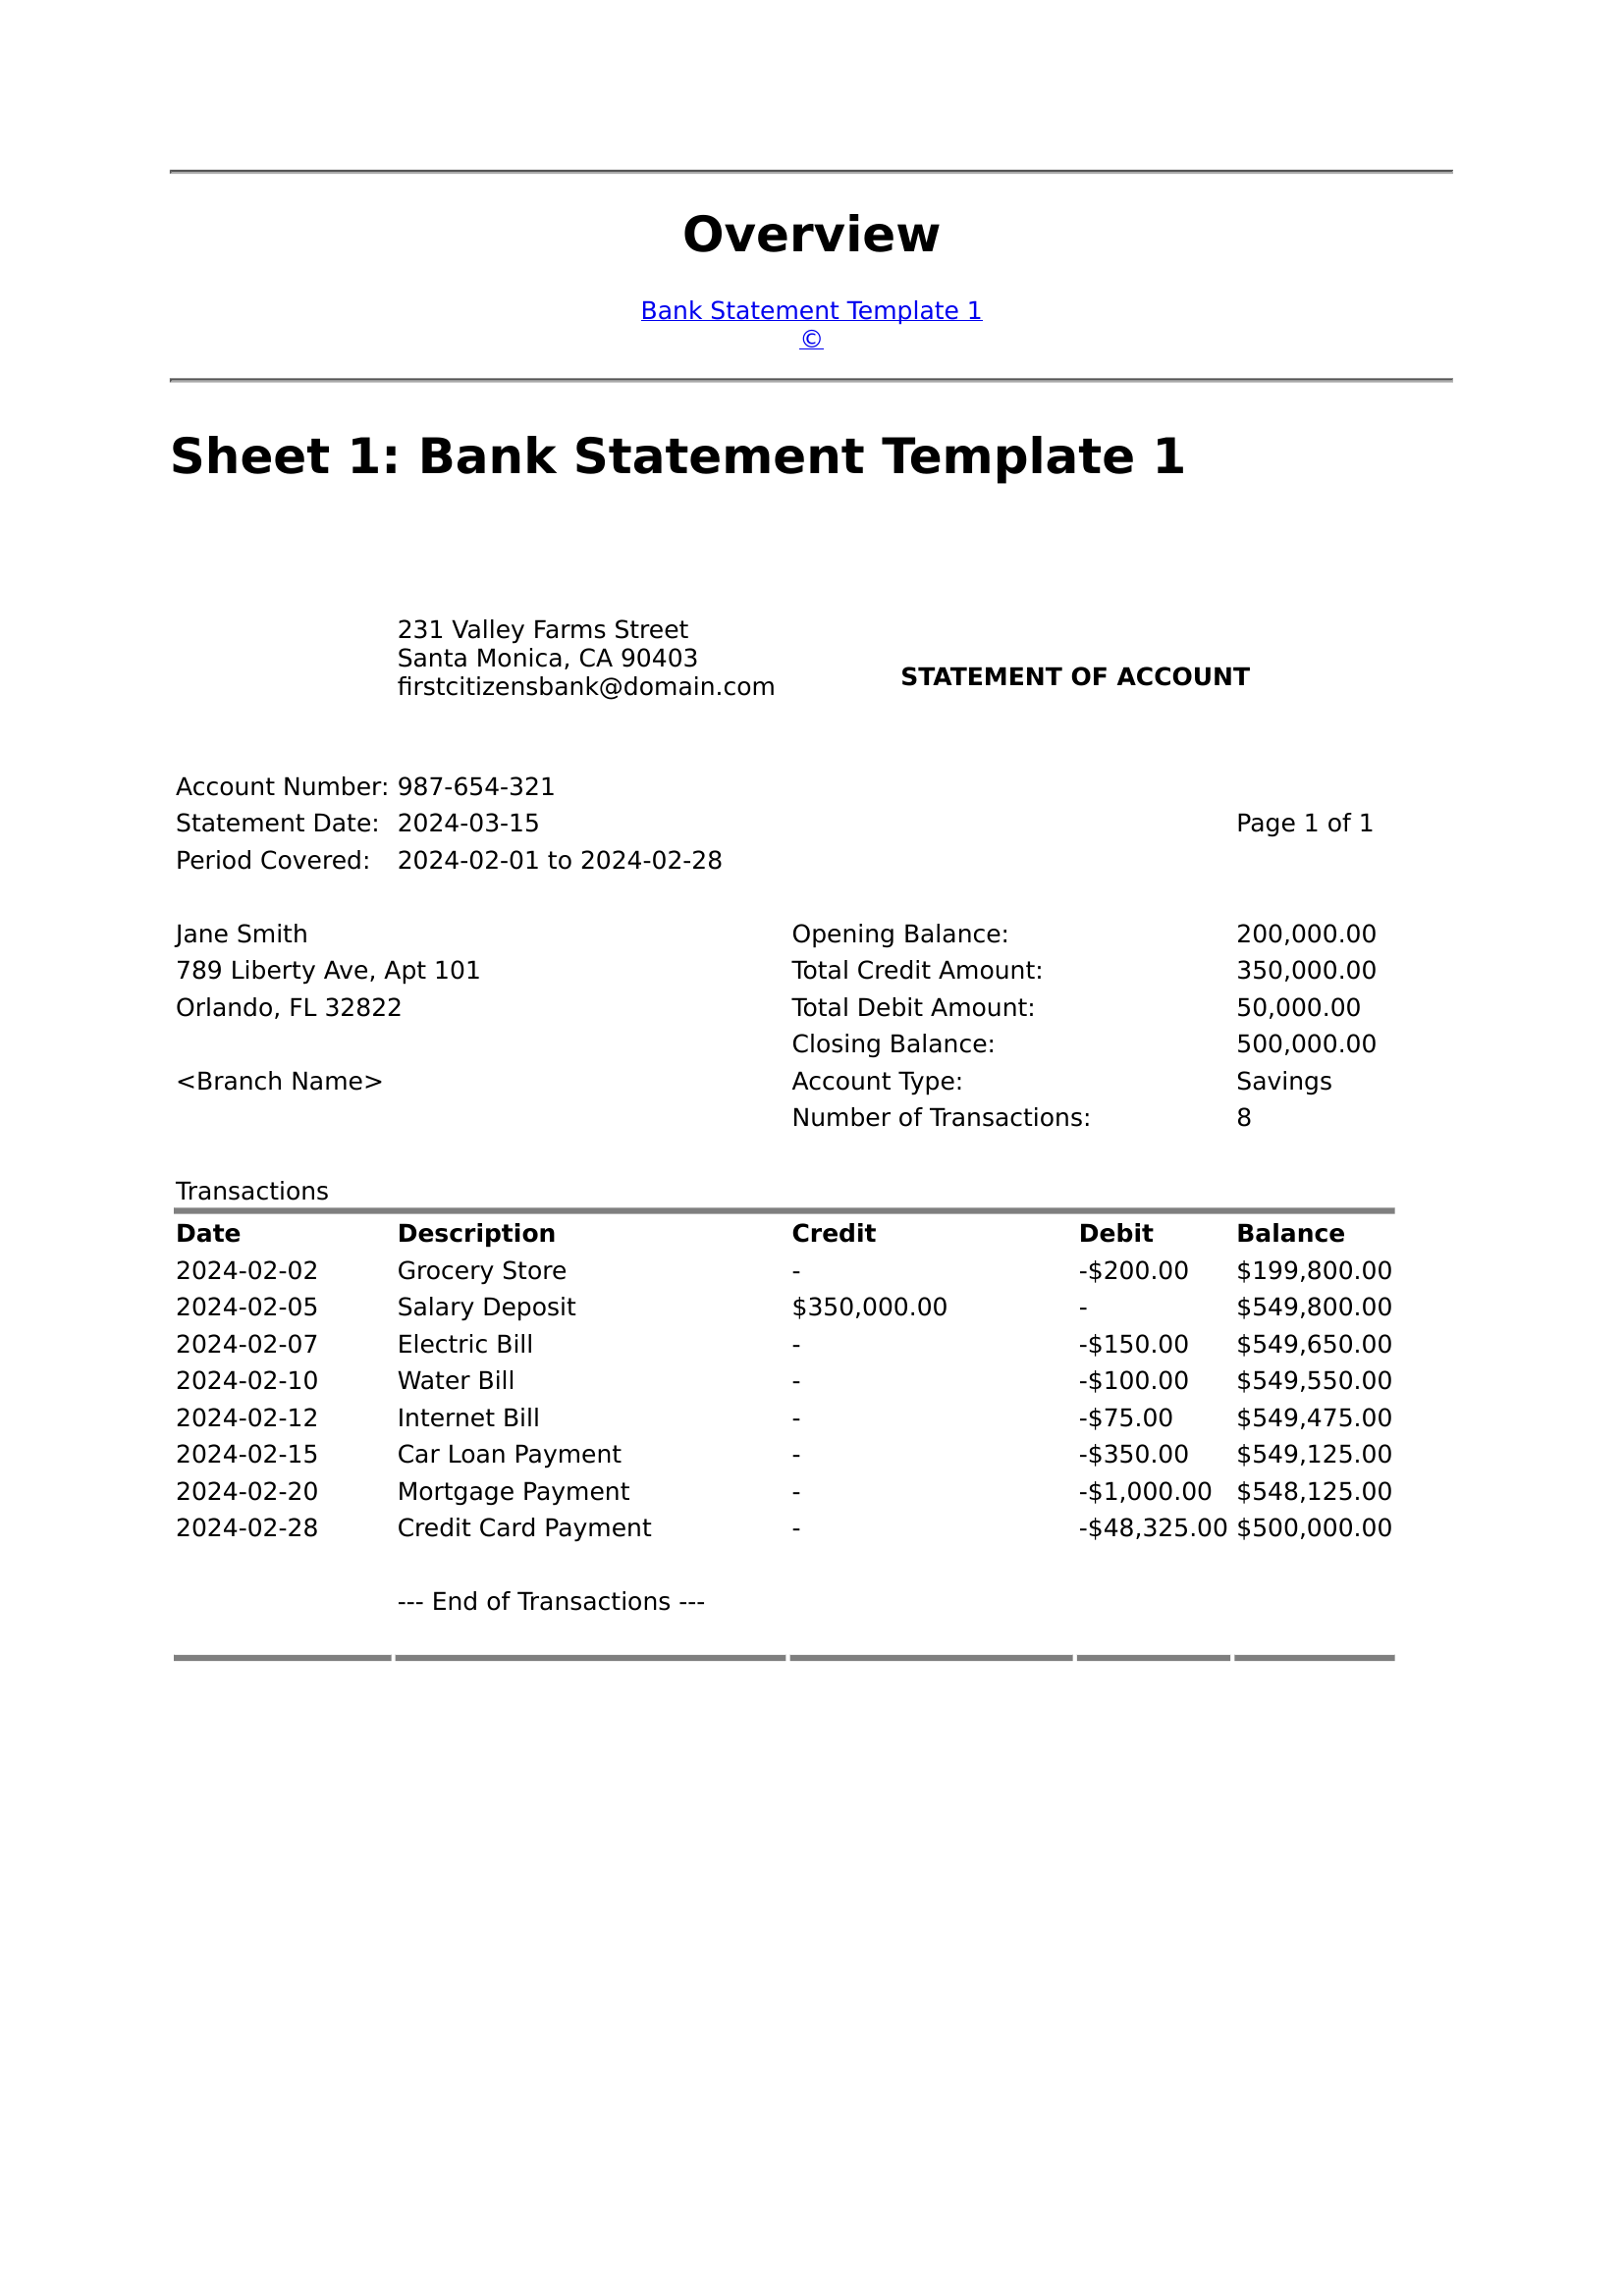 Overview
Bank Statement Template 1
©
Sheet 1: Bank Statement Template 1
231 Valley Farms Street
Santa Monica, CA 90403
firstcitizensbank@domain.com
STATEMENT OF ACCOUNT
Account Number: 987-654-321
Statement Date: 2024-03-15 Page 1 of 1
Period Covered: 2024-02-01 to 2024-02-28
Jane Smith Opening Balance: 200,000.00
789 Liberty Ave, Apt 101 Total Credit Amount: 350,000.00
Orlando, FL 32822 Total Debit Amount: 50,000.00
Closing Balance: 500,000.00
<Branch Name> Account Type: Savings
Number of Transactions: 8
Transactions
Date Description Credit Debit Balance
2024-02-02 Grocery Store - -$200.00 $199,800.00
2024-02-05 Salary Deposit $350,000.00 - $549,800.00
2024-02-07 Electric Bill - -$150.00 $549,650.00
2024-02-10 Water Bill - -$100.00 $549,550.00
2024-02-12 Internet Bill - -$75.00 $549,475.00
2024-02-15 Car Loan Payment - -$350.00 $549,125.00
2024-02-20 Mortgage Payment - -$1,000.00 $548,125.00
2024-02-28 Credit Card Payment - -$48,325.00 $500,000.00
--- End of Transactions ---